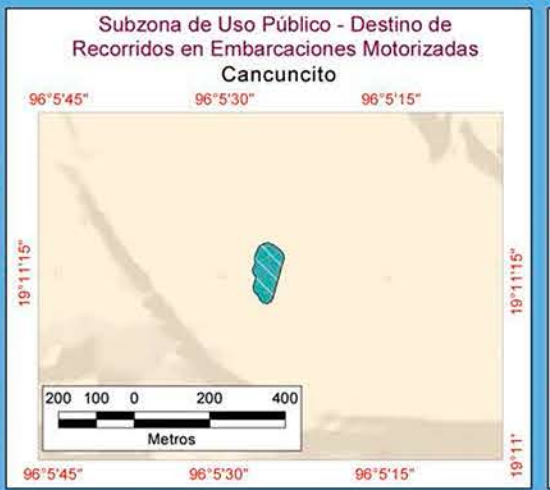 Subzona de Uso Público - Destino de
Recorridos en Embarcaciones Motorizadas
Cancuncito
96°5'45" 96°5'30" 96°5'15"
19°11'15" 19°11'15"
200 100 0 200 400
Metros
19°11'
96°5'45" 96°5'30" 96°5'15"